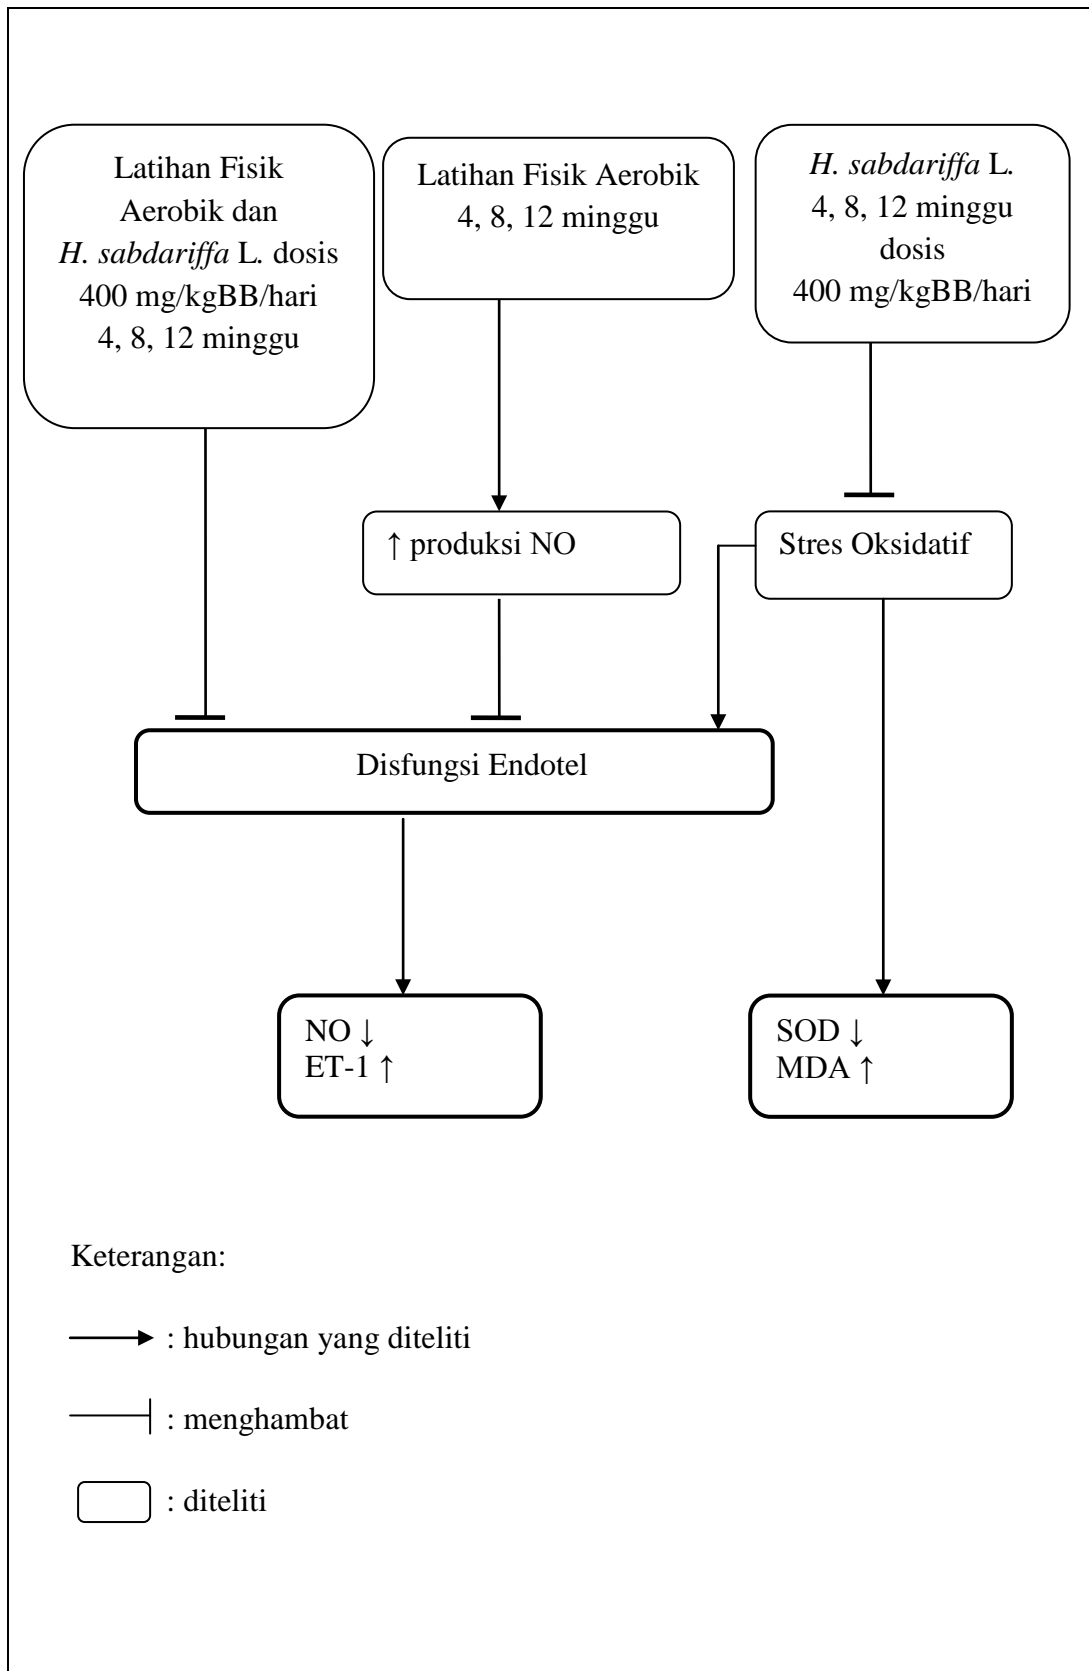 Latihan Fisik
Aerobik dan
H. sabdariffa L. dosis
400 mg/kgBB/hari
4, 8, 12 minggu
Latihan Fisik Aerobik
4, 8, 12 minggu
H. sabdariffa L.
4, 8, 12 minggu
dosis
400 mg/kgBB/hari
↑ produksi NO
Stres Oksidatif
Disfungsi Endotel
NO ↓
ET-1 ↑
SOD ↓
MDA ↑
Keterangan:
: hubungan yang diteliti
: menghambat
: diteliti